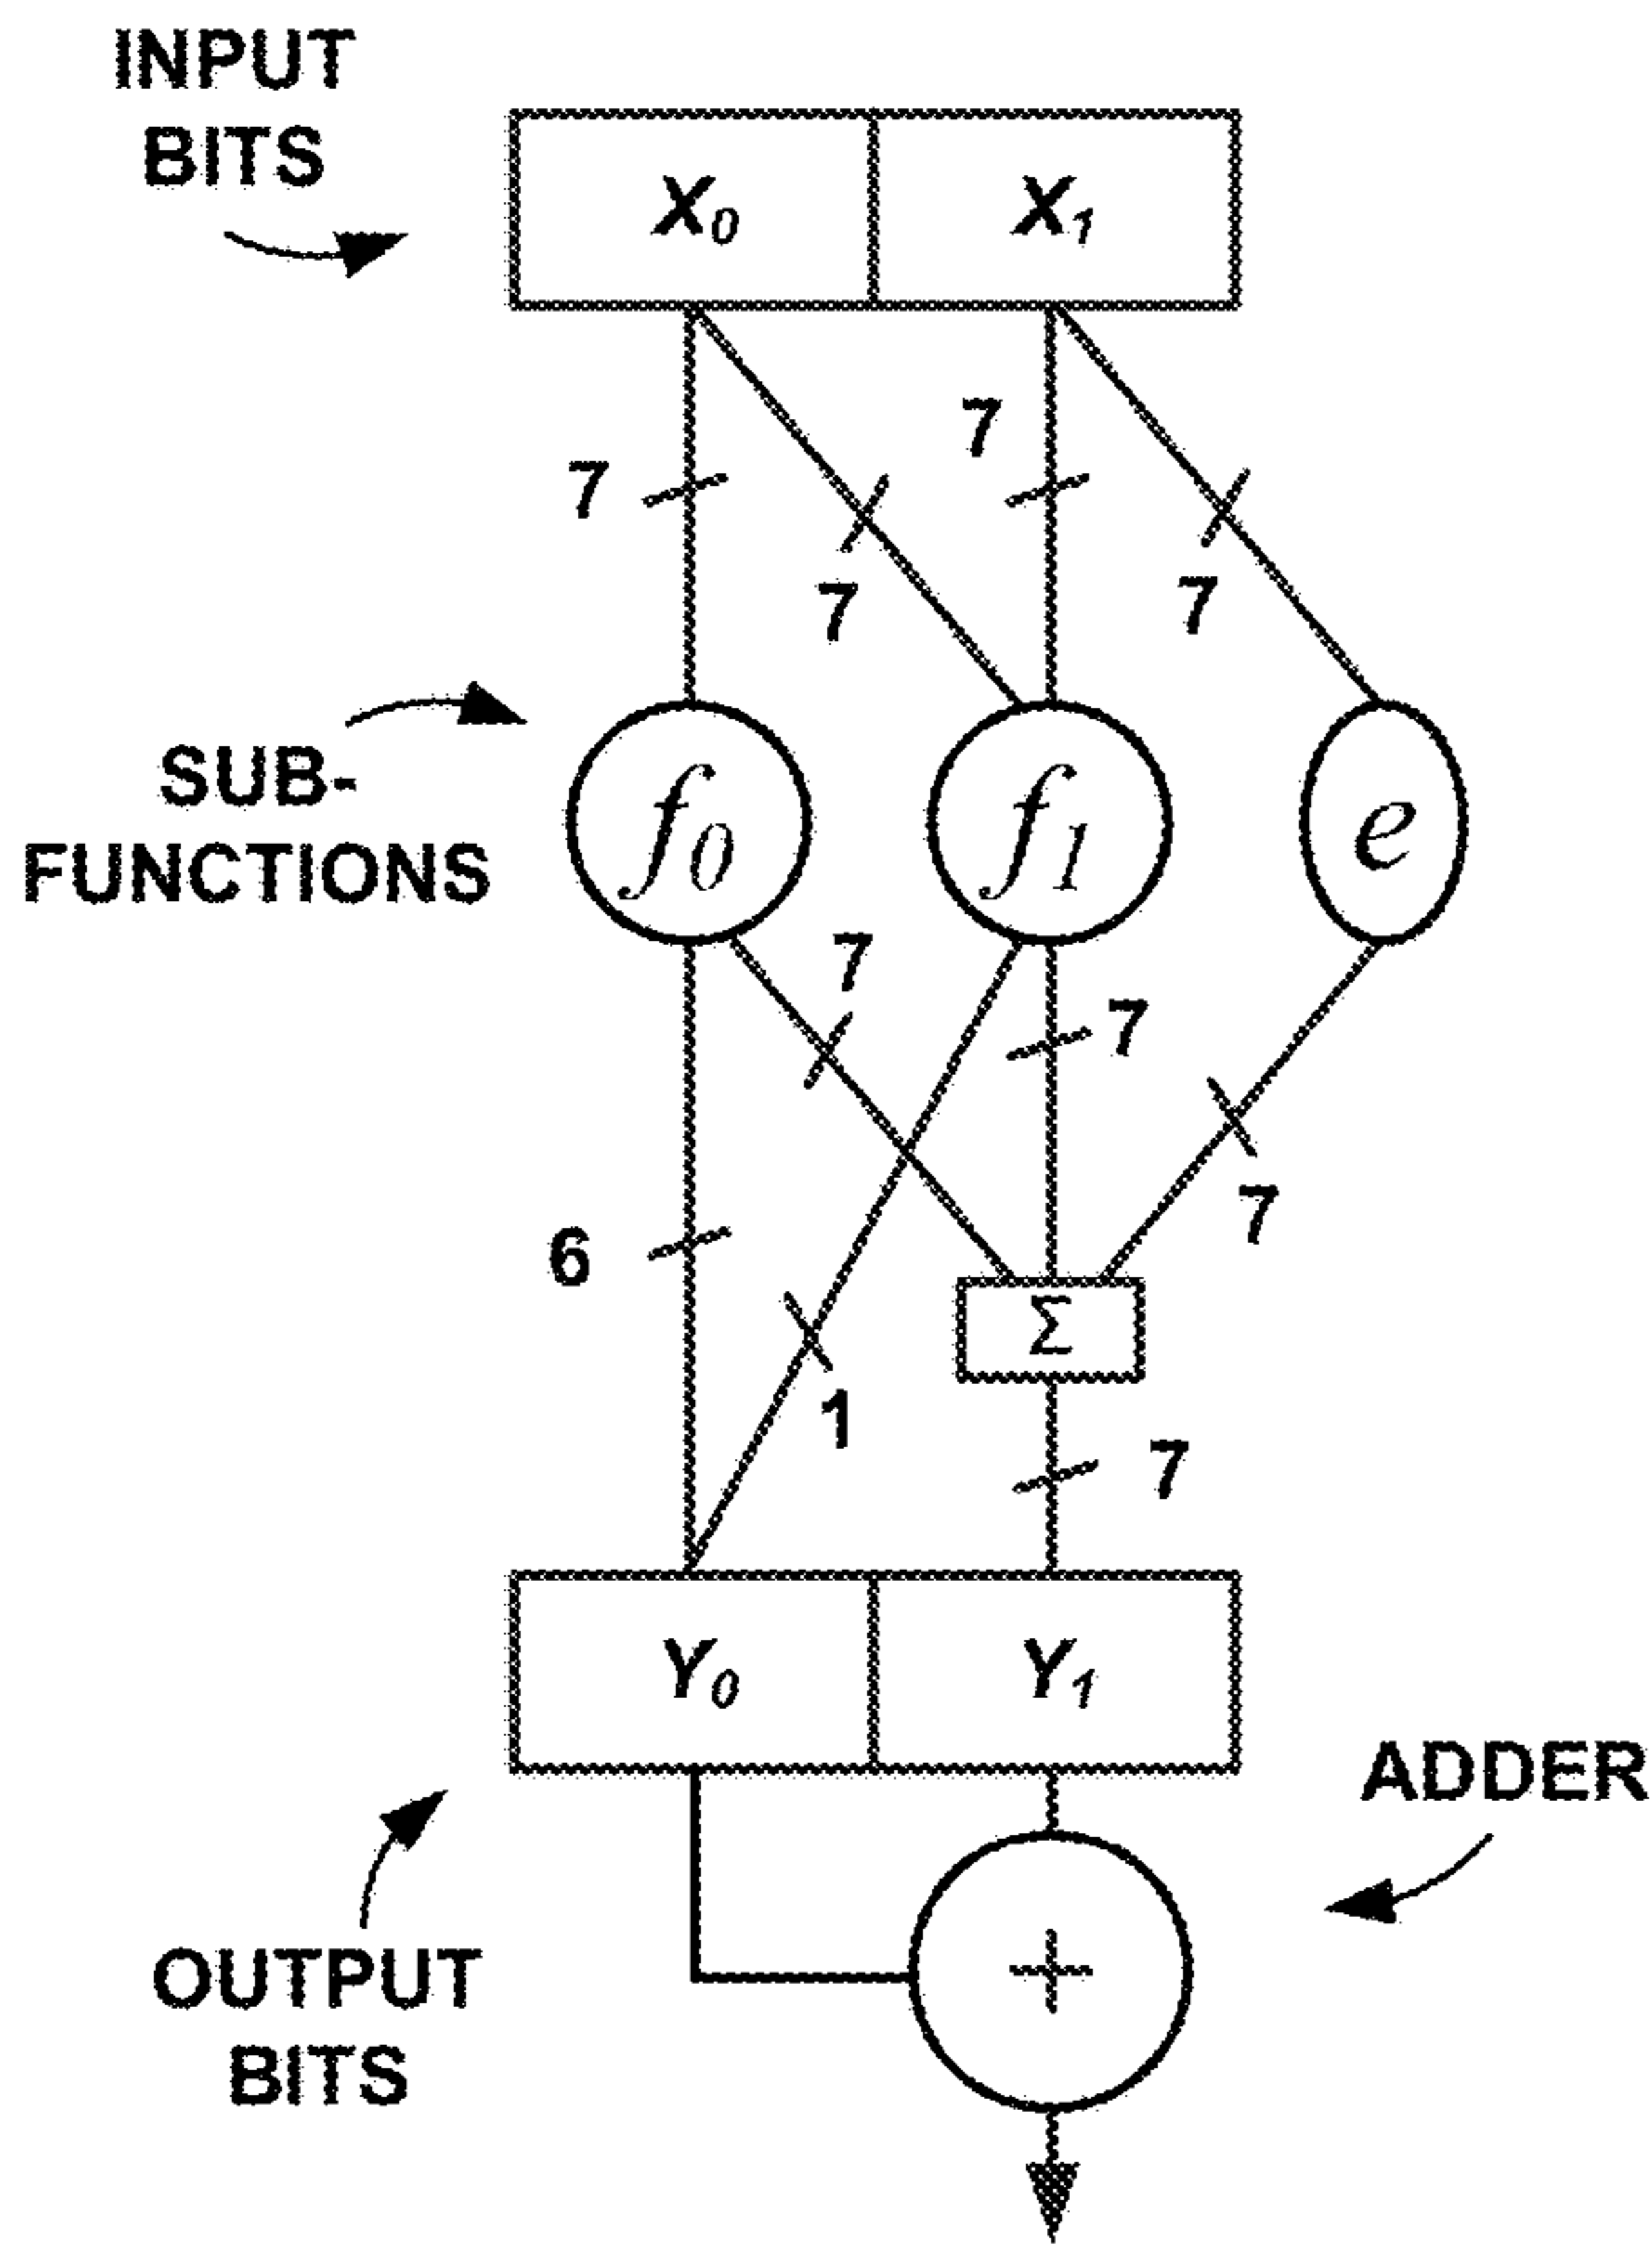 INPUT
BITS
X0 X1
7
7
7
7
SUB-
FUNCTIONS
f0 f1 e
7
7
7
6
Σ
1
7
Y0 Y1
ADDER
+
OUTPUT
BITS